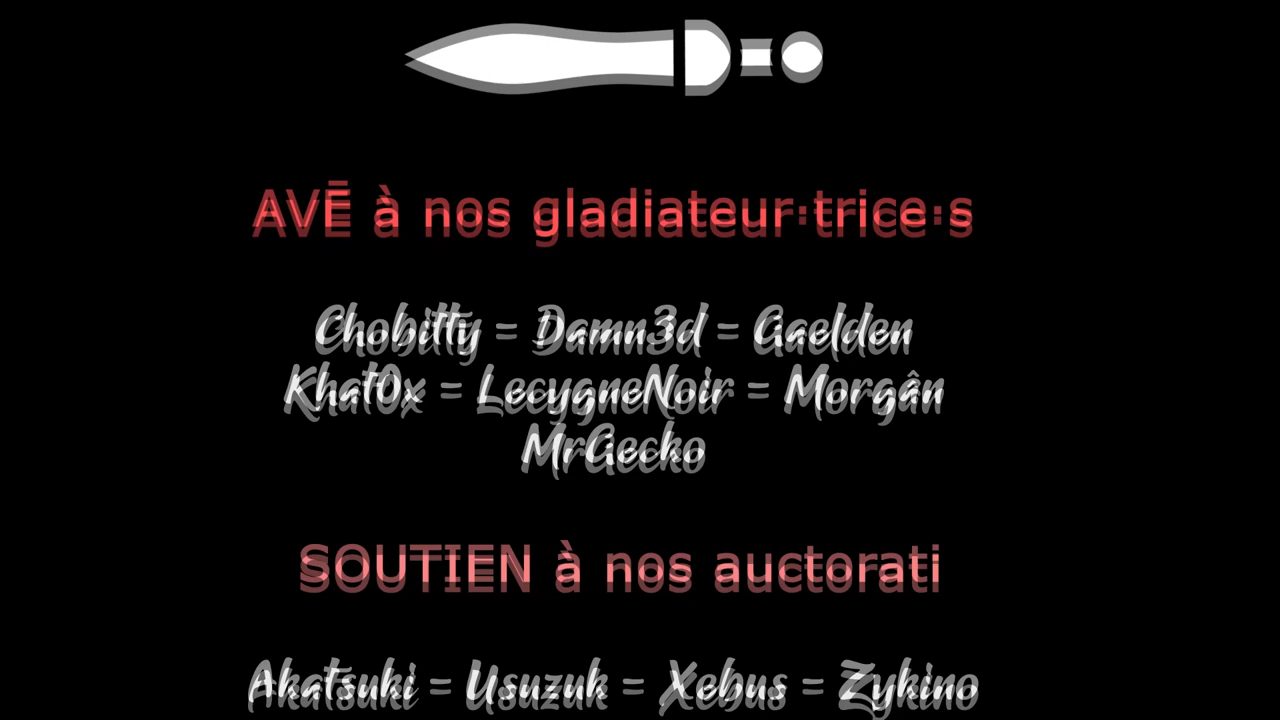 AVĒ à nos gladiateur·trice·s
Chobitty = Damn3d = Gaelden
Khat0x = LecygneNoir = Morgân
MrGecko
SOUTIEN à nos auctorati
Akatsuki = Usuzuk = Xebus = Zykino